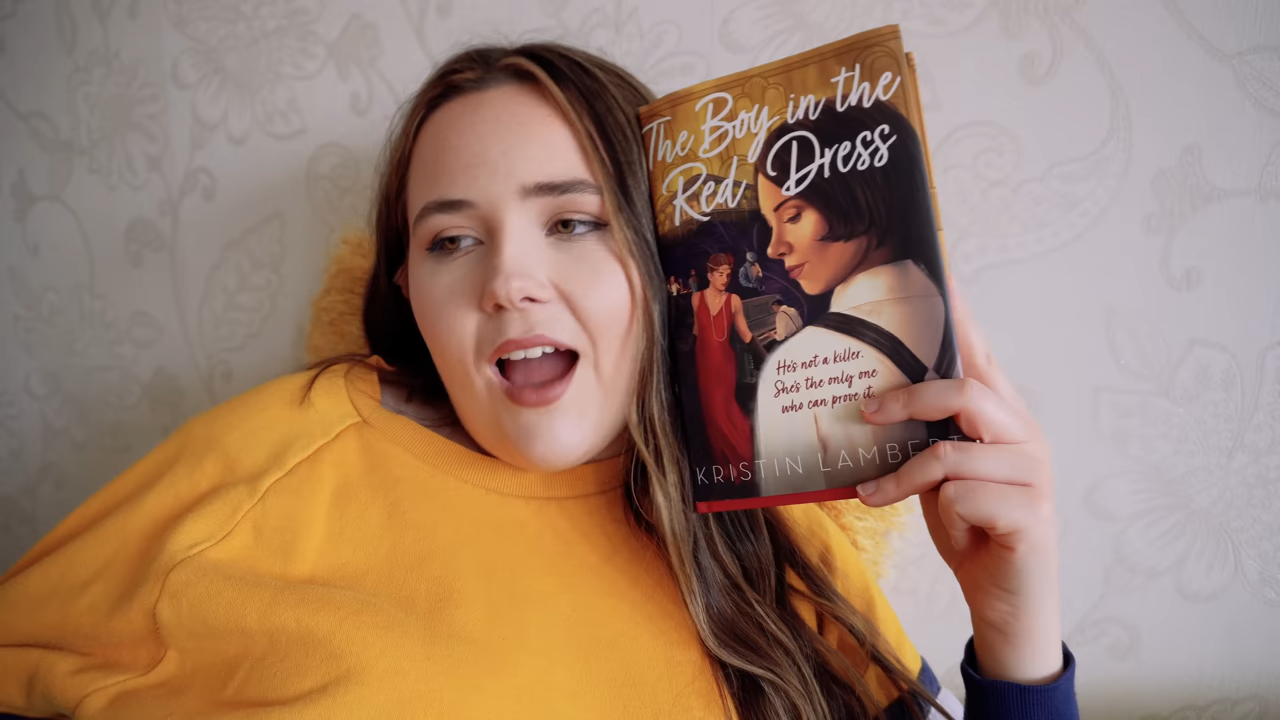 The Boy in the
Red Dress
He's not a killer.
She's the only one
who can prove it.
KRISTIN LAMBERT